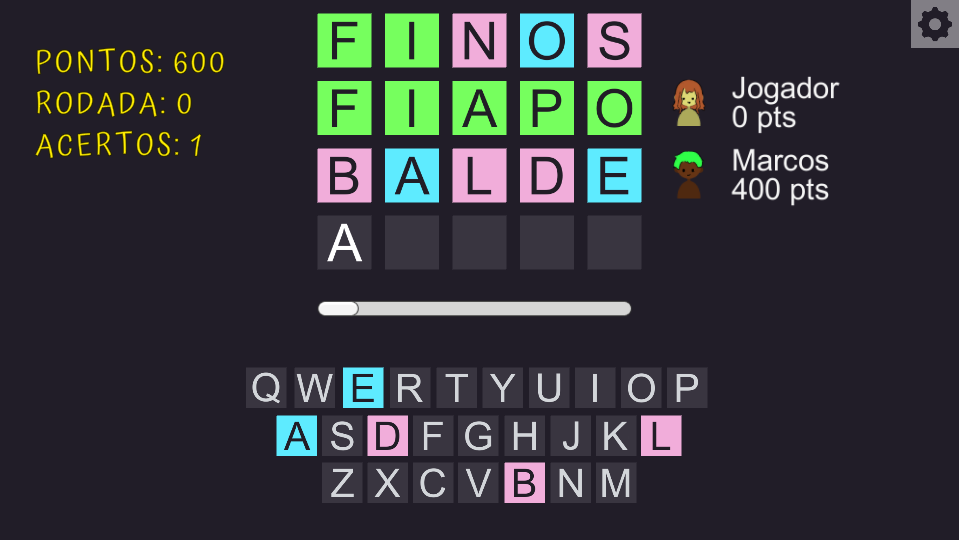 PONTOS: 600
RODADA: 0
ACERTOS: 1
F I N O S
F I A P O
B A L D E
A
Jogador
0 pts
Marcos
400 pts
Q W E R T Y U I O P
A S D F G H J K L
Z X C V B N M